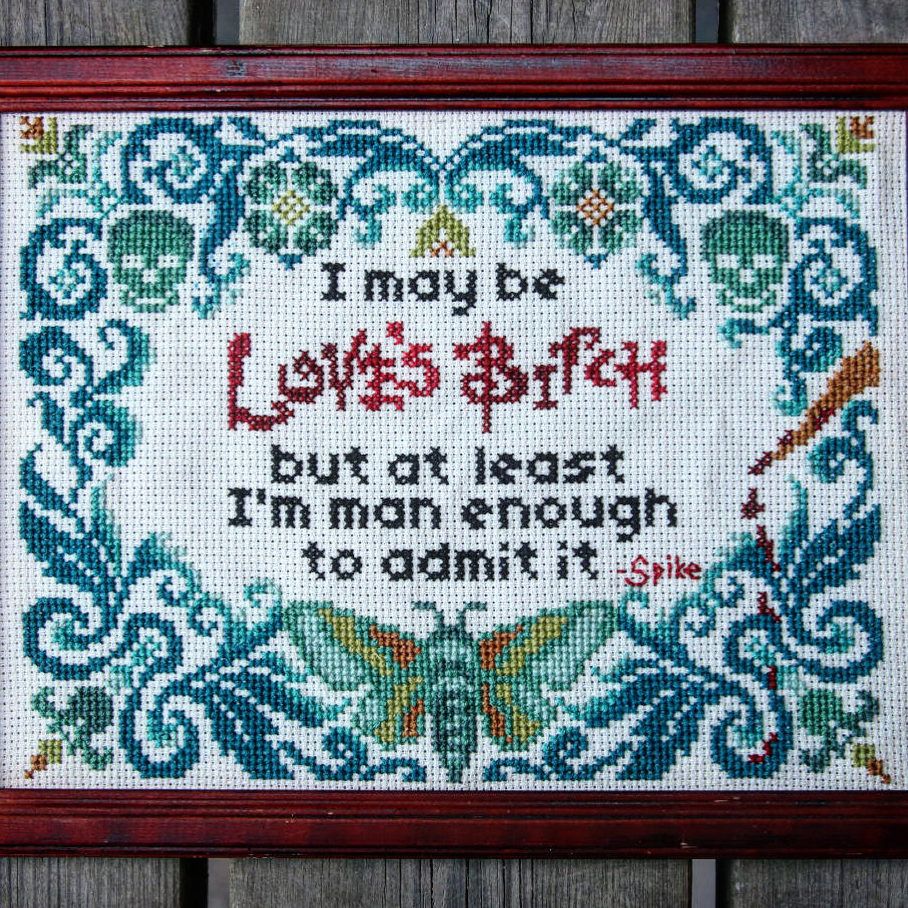 I may be
Love's Bitch
but at least
I'm man enough
to admit it -Spike